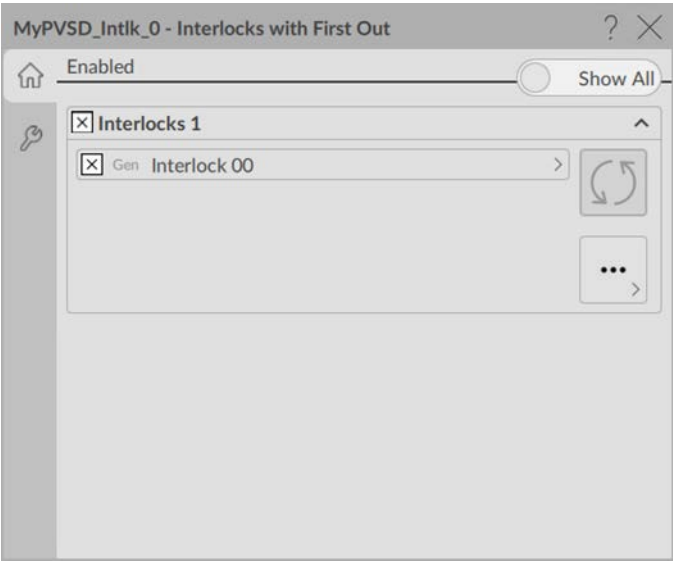 MyPVSD_Intlk_0 - Interlocks with First Out ?
Enabled
Show All
Interlocks 1
Gen Interlock 00
•••